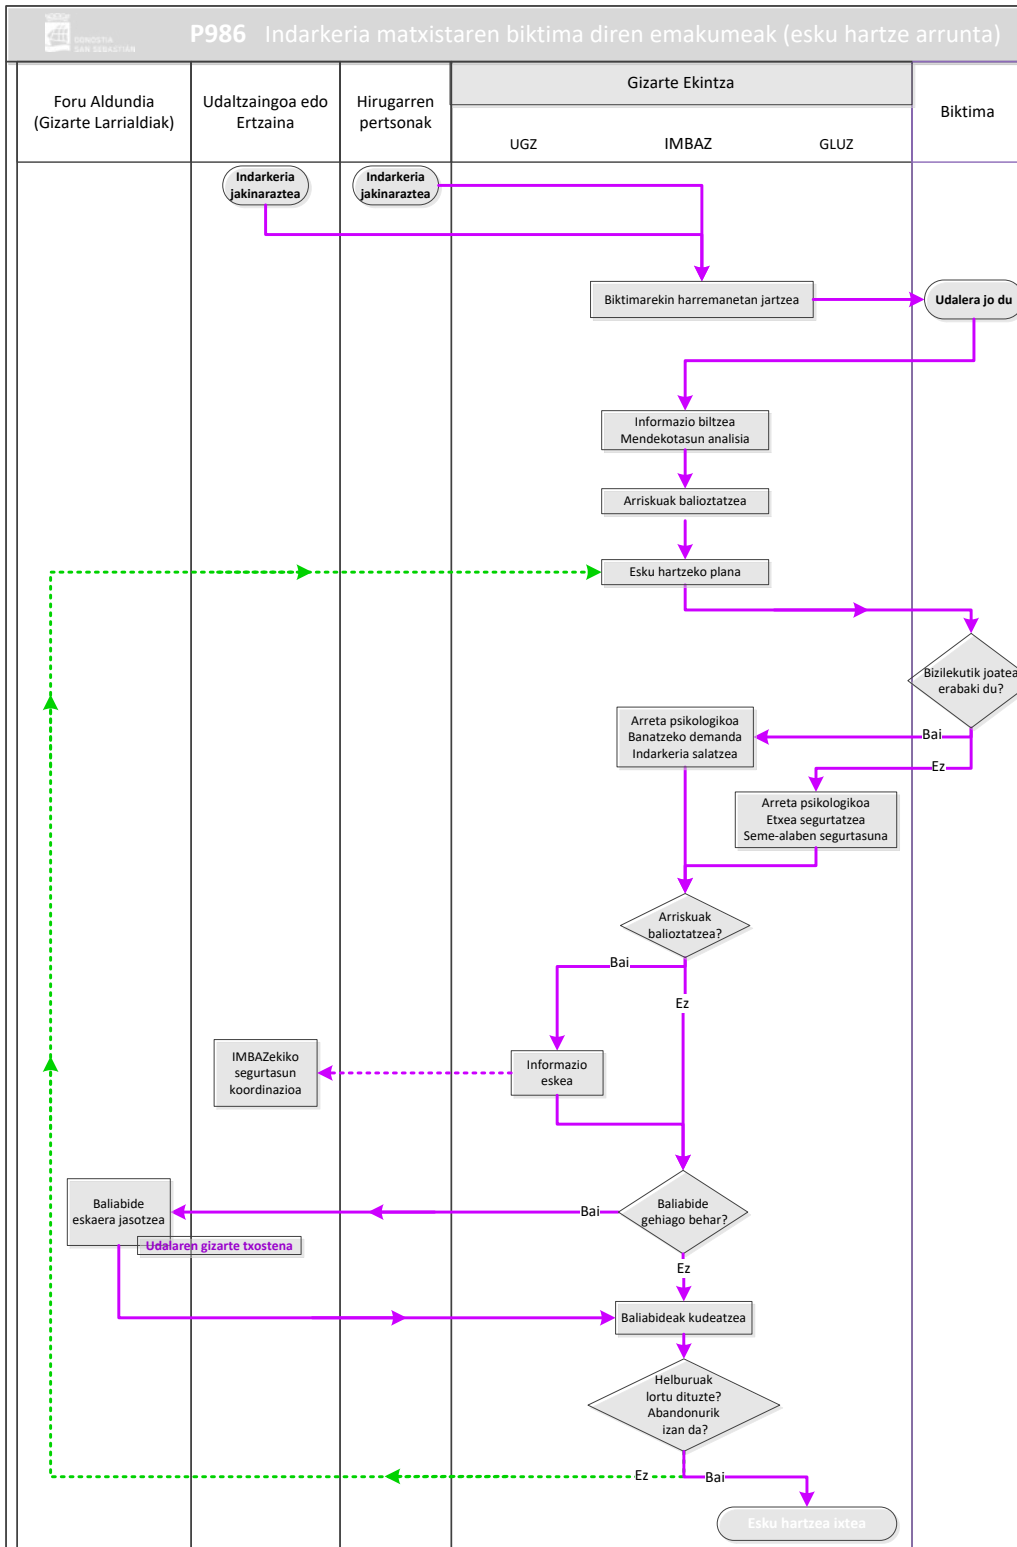 DONOSTIA
SAN SEBASTIÁN
P986 Indarkeria matxistaren biktima diren emakumeak (esku hartze arrunta)
Foru Aldundia
(Gizarte Larrialdiak)
Udaltzaingoa edo
Ertzaina
Hirugarren
pertsonak
Gizarte Ekintza
UGZ
IMBAZ
GLUZ
Biktima
Indarkeria
jakinaraztea
Indarkeria
jakinaraztea
Biktimarekin harremanetan jartzea
Udalera jo du
Informazio biltzea
Mendekotasun analisia
Arriskuak balioztatzea
Esku hartzeko plana
Bizilekutik joatea
erabaki du?
Bai
Ez
Arreta psikologikoa
Banatzeko demanda
Indarkeria salatzea
Arreta psikologikoa
Etxea segurtatzea
Seme-alaben segurtasuna
Arriskuak
balioztatzea?
Bai
Ez
IMBAZekiko
segurtasun
koordinazioa
Informazio
eskea
Baliabide
eskaera jasotzea
Udalaren gizarte txostena
Bai
Baliabide
gehiago behar?
Ez
Baliabideak kudeatzea
Helburuak
lortu dituzte?
Abandonurik
izan da?
Ez
Bai
Esku hartzea ixtea